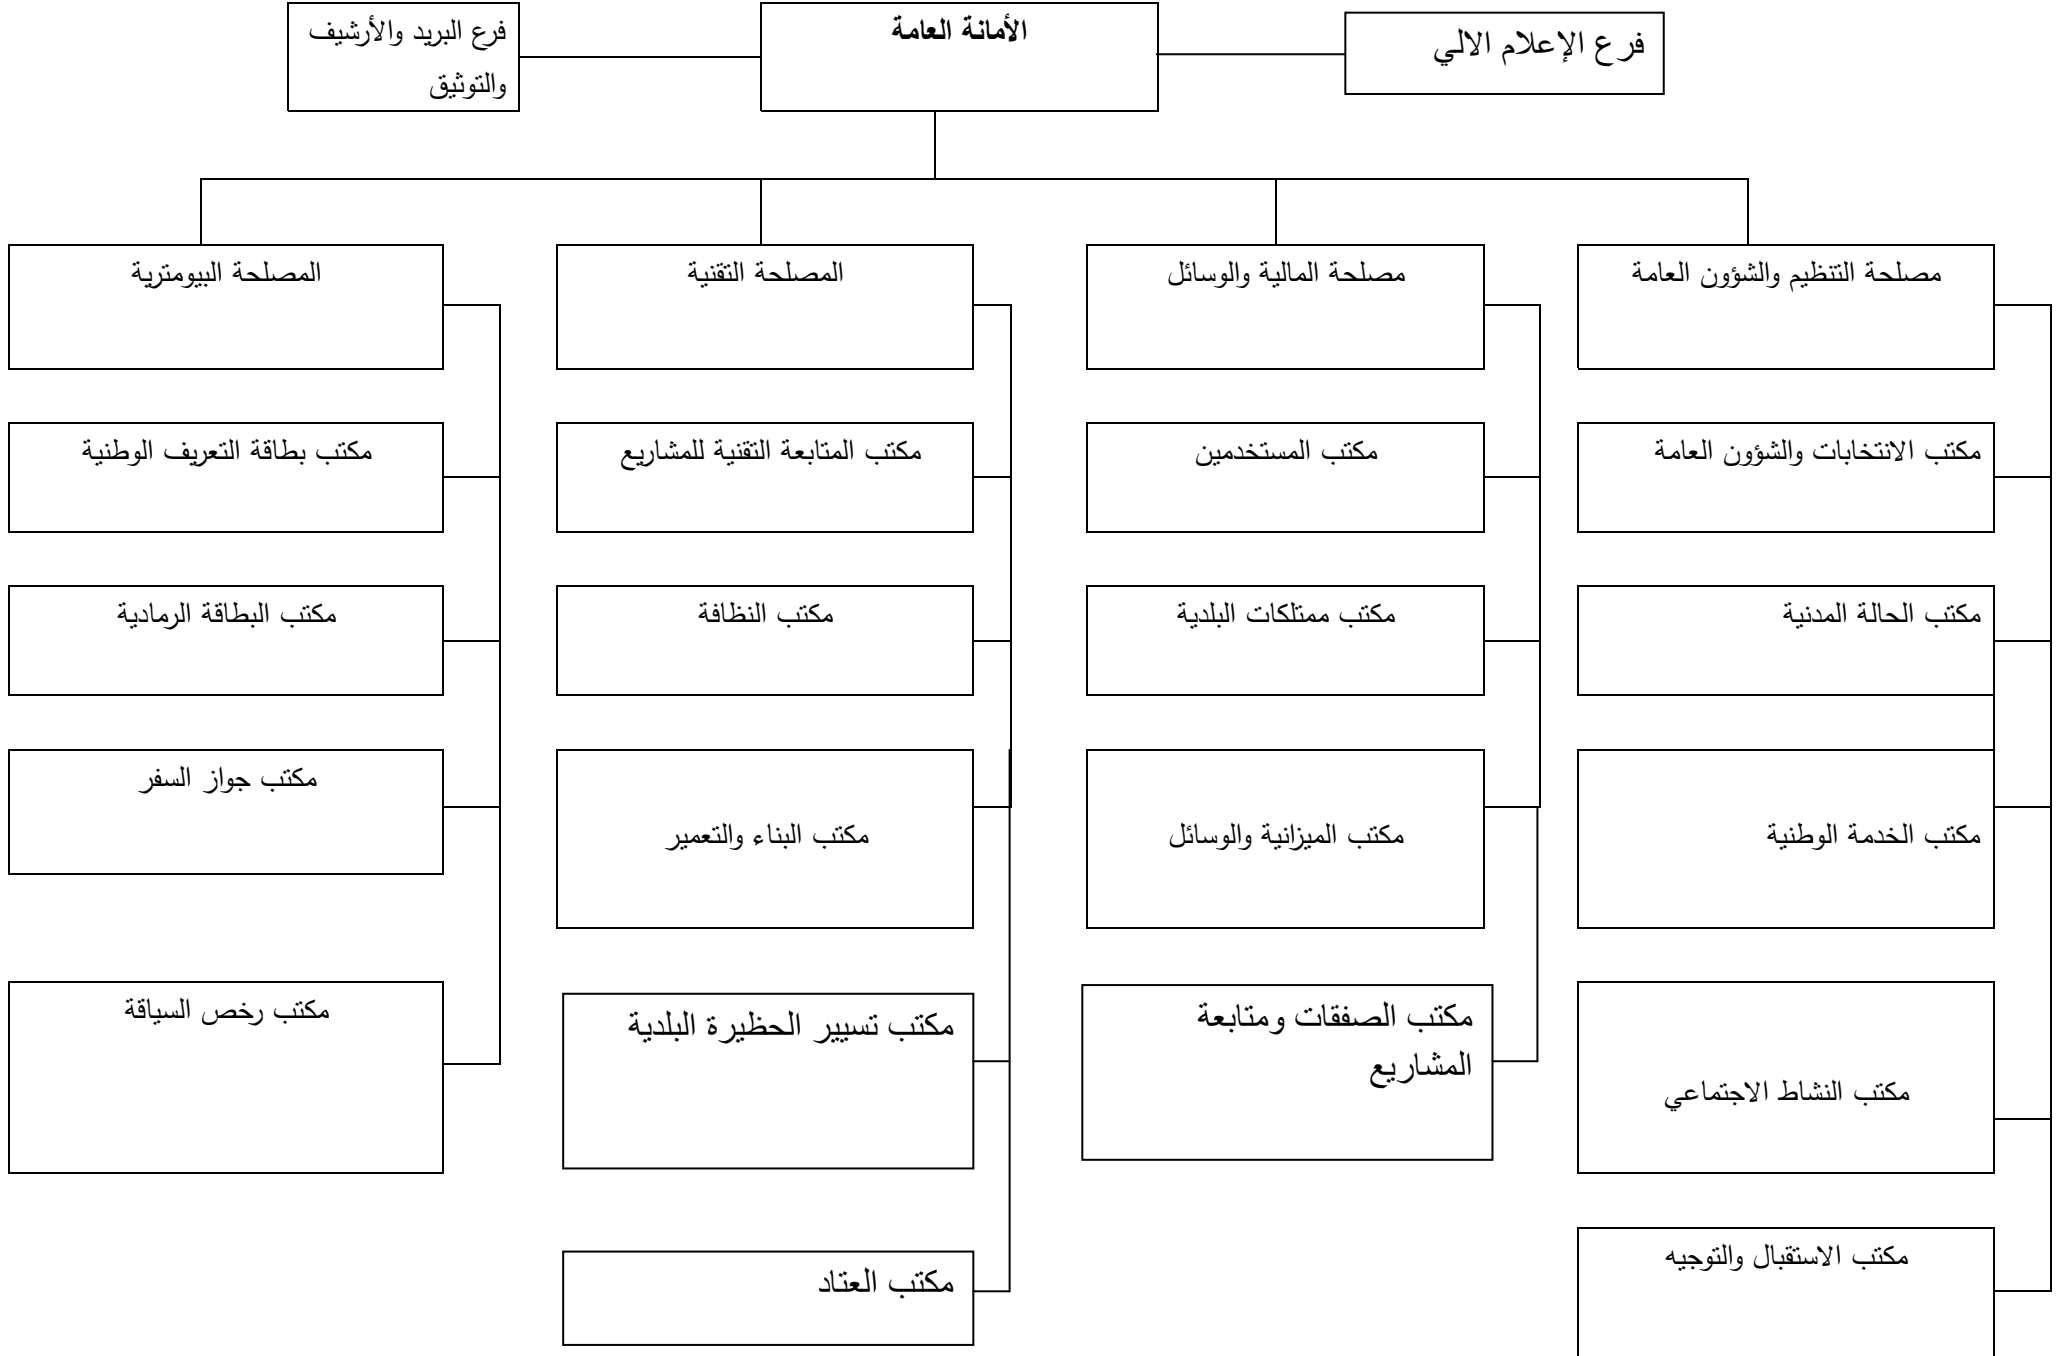 فرع الإعلام الالي
الأمانة العامة
فرع البريد والأرشيف
والتوثيق
مصلحة التنظيم والشؤون العامة
مصلحة المالية والوسائل
المصلحة التقنية
المصلحة البيومترية
مكتب الانتخابات والشؤون العامة
مكتب المستخدمين
مكتب المتابعة التقنية للمشاريع
مكتب بطاقة التعريف الوطنية
مكتب الحالة المدنية
مكتب ممتلكات البلدية
مكتب النظافة
مكتب البطاقة الرمادية
مكتب الخدمة الوطنية
مكتب الميزانية والوسائل
مكتب البناء والتعمير
مكتب جواز السفر
مكتب النشاط الاجتماعي
مكتب الصفقات ومتابعة
المشاريع
مكتب تسيير الحظيرة البلدية
مكتب رخص السياقة
مكتب الاستقبال والتوجيه
مكتب العتاد